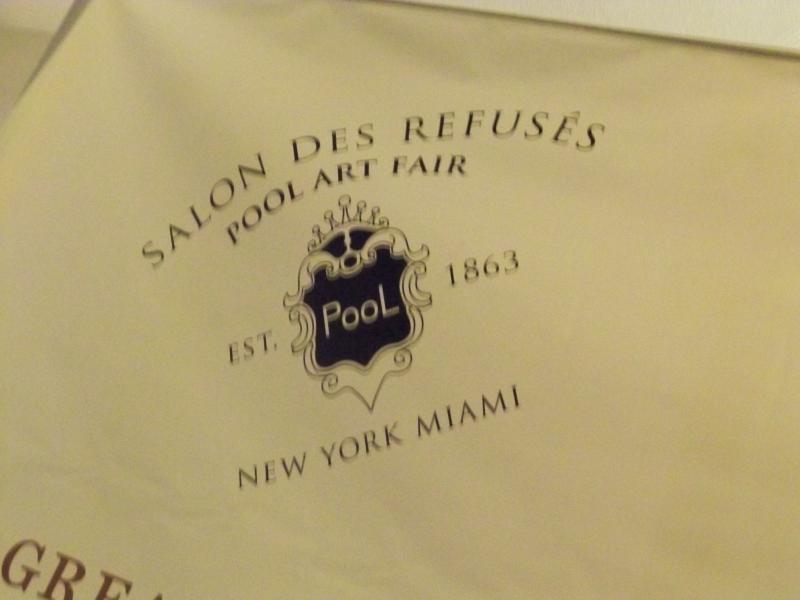 SALON DES REFUSÉS
POOL ART FAIR
EST. 1863
PooL
NEW YORK MIAMI